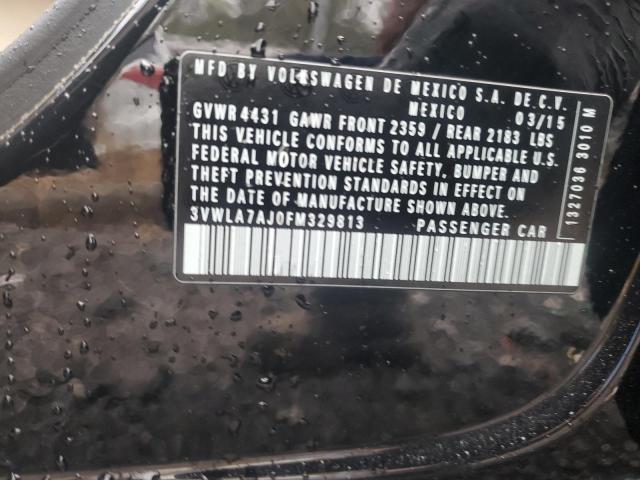 MFD BY VOLKSWAGEN DE MEXICO S.A. DE C.V.
MEXICO 03/15
GVWR 4431 GAWR FRONT 2359 / REAR 2183 LBS
THIS VEHICLE CONFORMS TO ALL APPLICABLE U.S.
FEDERAL MOTOR VEHICLE SAFETY, BUMPER AND
THEFT PREVENTION STANDARDS IN EFFECT ON
THE DATE OF MANUFACTURE SHOWN ABOVE.
3VWLA7AJ0FM329813 PASSENGER CAR
1327036 3010 M